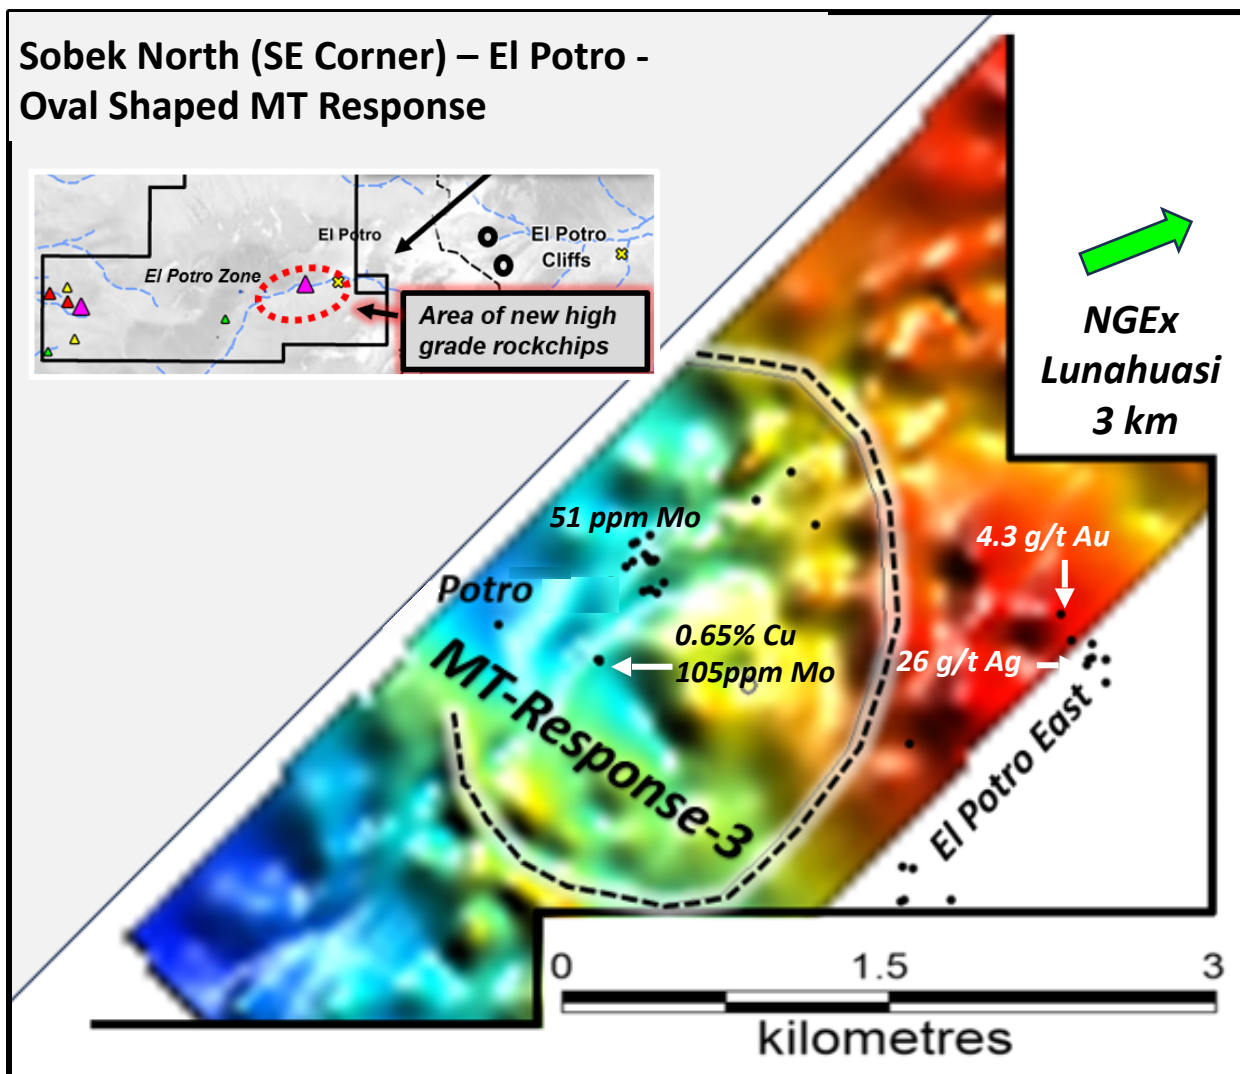 Sobek North (SE Corner) – El Potro -
Oval Shaped MT Response
El Potro
El Potro
Cliffs
El Potro Zone
Area of new high
grade rockchips
NGEx
Lunahuasi
3 km
51 ppm Mo
4.3 g/t Au
Potro
0.65% Cu
105ppm Mo
26 g/t Ag
MT-Response-3
El Potro East
0 1.5 3
kilometres